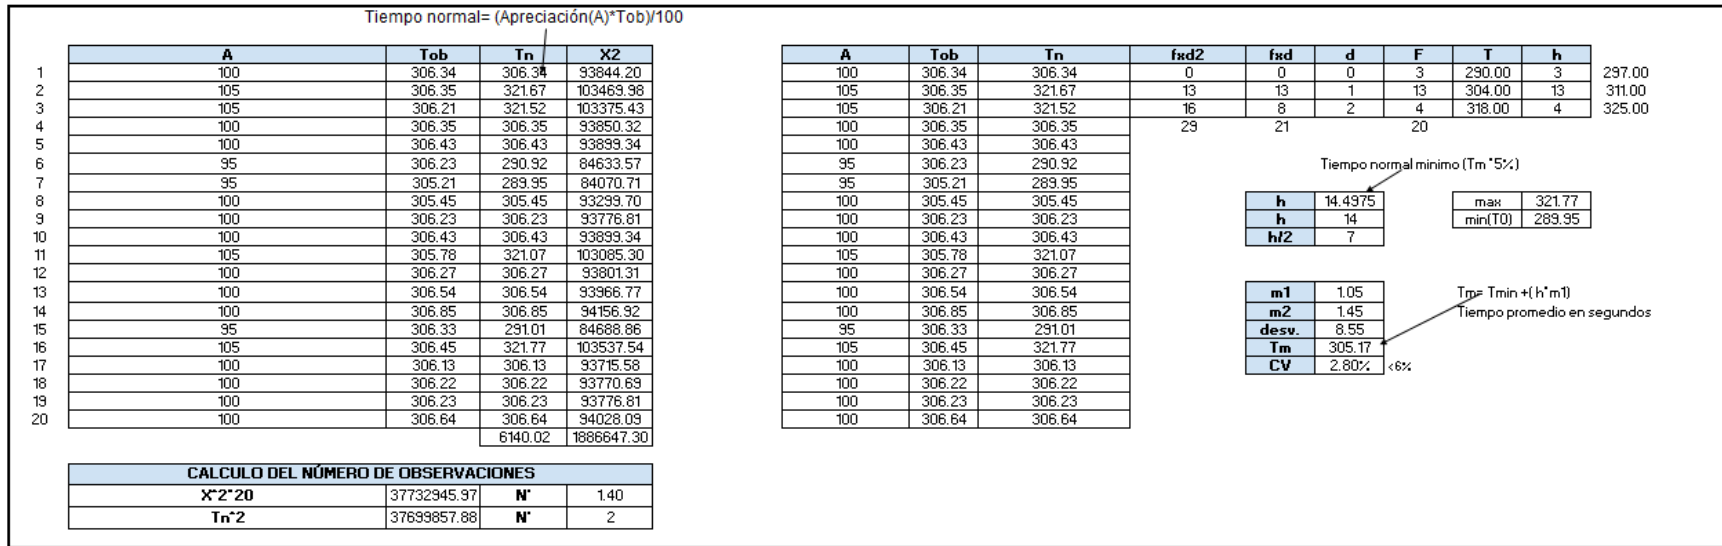 Tiempo normal= (Apreciación(A)*Tob)/100
A Tob Tn X2 A Tob Tn fxd2 fxd d F T h
1 100 306.34 306.34 93844.20 100 306.34 306.34 0 0 0 3 290.00 3 297.00
2 105 306.35 321.67 103469.98 105 306.35 321.67 13 13 1 13 304.00 13 311.00
3 105 306.21 321.52 103375.43 105 306.21 321.52 16 8 2 4 318.00 4 325.00
4 100 306.35 306.35 93850.32 100 306.35 306.35 29 21 20
5 100 306.43 306.43 93899.34 100 306.43 306.43
6 95 306.23 290.92 84633.57 95 306.23 290.92 Tiempo normal minimo (Tm *5%)
7 95 305.21 289.95 84070.71 95 305.21 289.95
8 100 305.45 305.45 93299.70 100 305.45 305.45 h 14.4975 max 321.77
9 100 306.23 306.23 93776.81 100 306.23 306.23 h 14 min(T0) 289.95
10 100 306.43 306.43 93899.34 100 306.43 306.43 h/2 7
11 105 305.78 321.07 103085.30 105 305.78 321.07
12 100 306.27 306.27 93801.31 100 306.27 306.27
13 100 306.54 306.54 93966.77 100 306.54 306.54 m1 1.05 Tm= Tmin +( h*m1)
14 100 306.85 306.85 94156.92 100 306.85 306.85 m2 1.45 Tiempo promedio en segundos
15 95 306.33 291.01 84688.86 95 306.33 291.01 desv. 8.55
16 105 306.45 321.77 103537.54 105 306.45 321.77 Tm 305.17
17 100 306.13 306.13 93715.58 100 306.13 306.13 CV 2.80% <6%
18 100 306.22 306.22 93770.69 100 306.22 306.22
19 100 306.23 306.23 93776.81 100 306.23 306.23
20 100 306.64 306.64 94028.09 100 306.64 306.64
6140.02 1886647.30
CALCULO DEL NÚMERO DE OBSERVACIONES
X^2*20 37732945.97 N' 1.40
Tn^2 37699857.88 N' 2